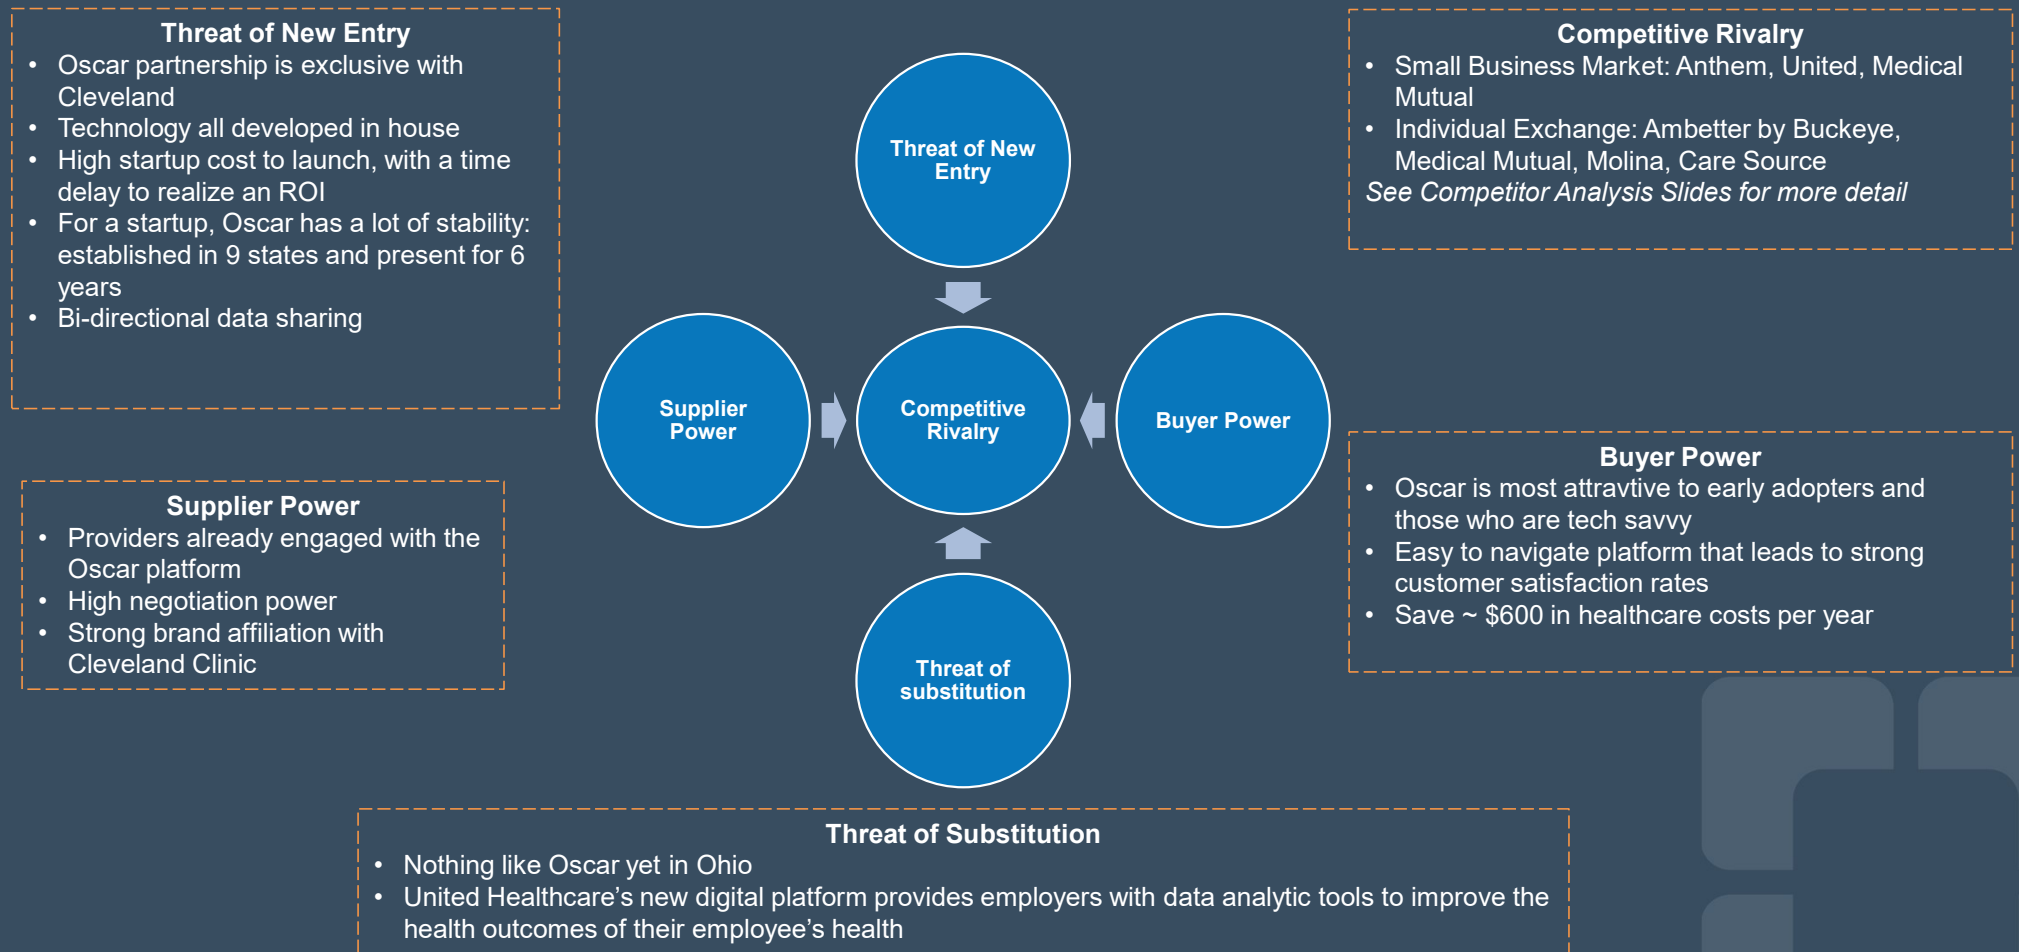 Threat of New Entry
• Oscar partnership is exclusive with
Cleveland
• Technology all developed in house
• High startup cost to launch, with a time
delay to realize an ROI
• For a startup, Oscar has a lot of stability:
established in 9 states and present for 6
years
• Bi-directional data sharing
Competitive Rivalry
• Small Business Market: Anthem, United, Medical
Mutual
• Individual Exchange: Ambetter by Buckeye,
Medical Mutual, Molina, Care Source
See Competitor Analysis Slides for more detail
Threat of New
Entry
Supplier
Power
Competitive
Rivalry
Buyer Power
Threat of
substitution
Supplier Power
• Providers already engaged with the
Oscar platform
• High negotiation power
• Strong brand affiliation with
Cleveland Clinic
Buyer Power
• Oscar is most attravtive to early adopters and
those who are tech savvy
• Easy to navigate platform that leads to strong
customer satisfaction rates
• Save ~ $600 in healthcare costs per year
Threat of Substitution
• Nothing like Oscar yet in Ohio
• United Healthcare’s new digital platform provides employers with data analytic tools to improve the
health outcomes of their employee’s health